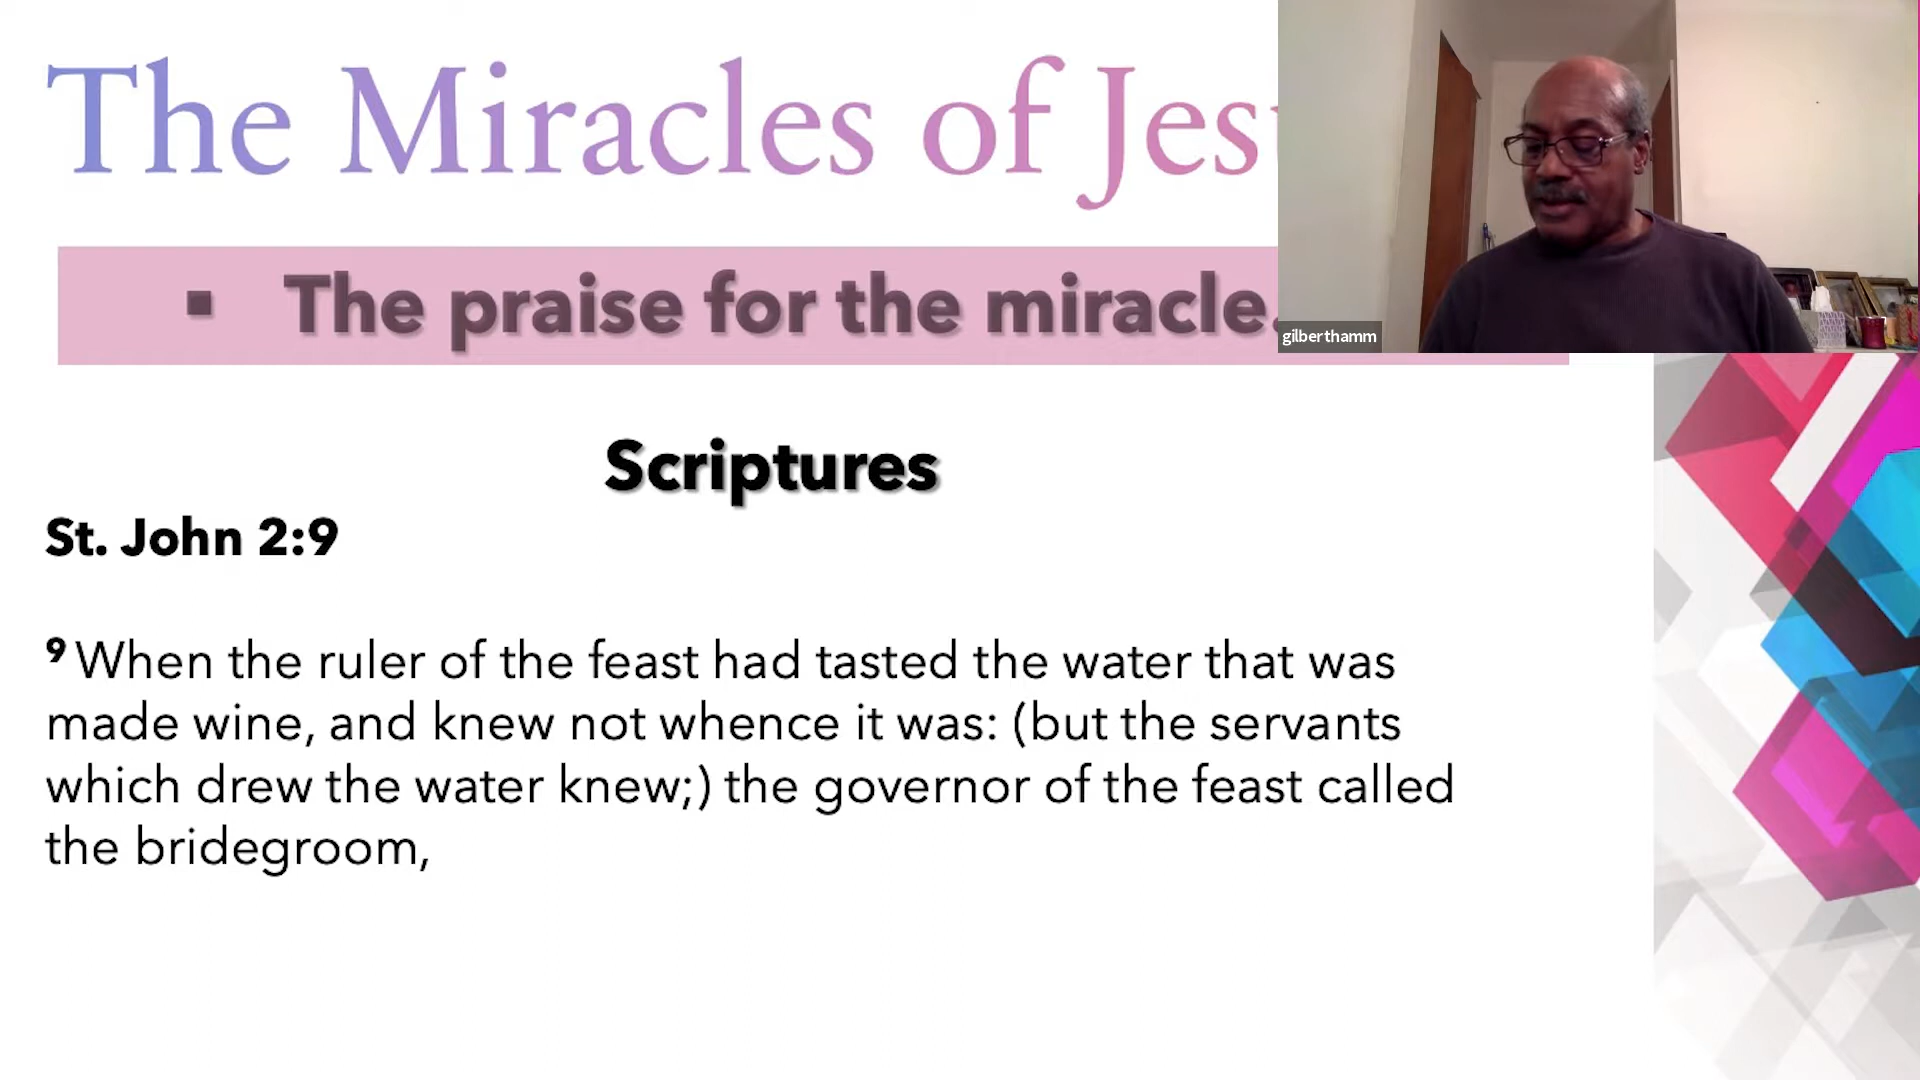 The Miracles of Jes
▪ The praise for the miracle.
gilberthamm
Scriptures
St. John 2:9
9 When the ruler of the feast had tasted the water that was
made wine, and knew not whence it was: (but the servants
which drew the water knew;) the governor of the feast called
the bridegroom,